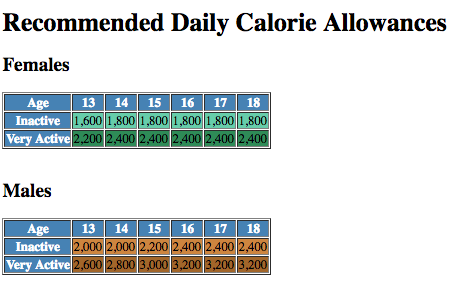 Recommended Daily Calorie Allowances
Females
Age 13 14 15 16 17 18
Inactive 1,600 1,800 1,800 1,800 1,800 1,800
Very Active 2,200 2,400 2,400 2,400 2,400 2,400
Males
Age 13 14 15 16 17 18
Inactive 2,000 2,000 2,200 2,400 2,400 2,400
Very Active 2,600 2,800 3,000 3,200 3,200 3,200